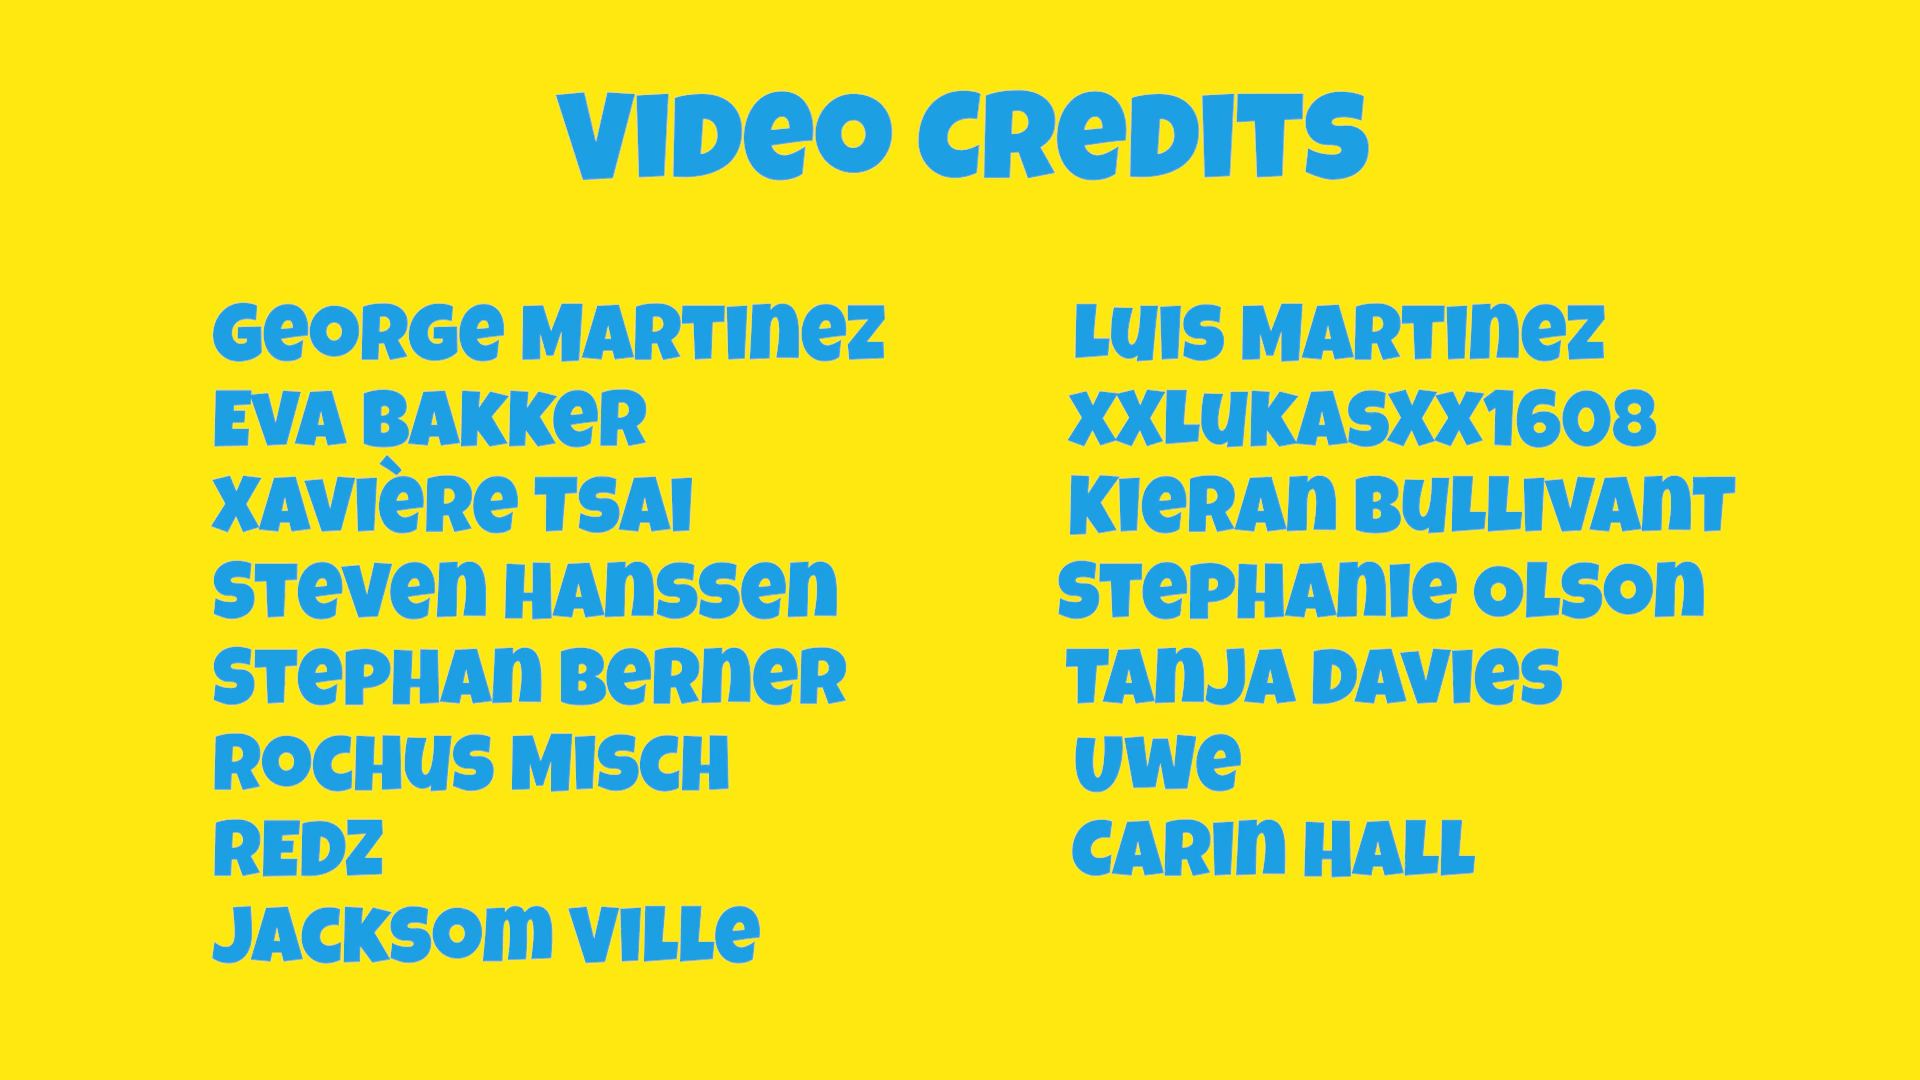 VIDeO CReDITS
GeORGe MARTInez
EVA BAKKeR
XAVIèRe TSAI
STeVen HAnSSen
STePHAn BeRneR
ROCHuS MISCH
REDZ
JACKSOm VILLe
LuIS MARTInez
XXLuKASXX1608
KIeRAn BuLLIVAnT
STePHAnIe OLSOn
TAnJA DAVIeS
UWe
CARIn HALL